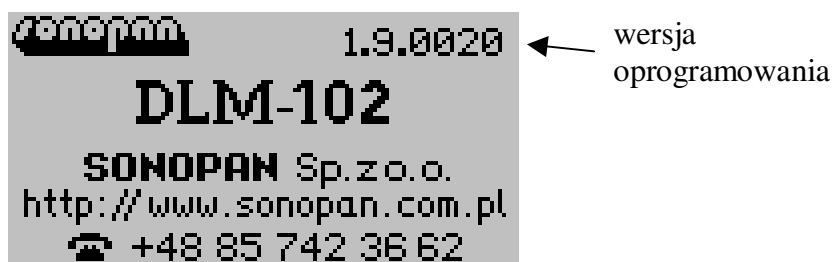 sonopan 1.9.0020
wersja
oprogramowania
DLM-102
SONOPAN Sp.z o.o.
http://www.sonopan.com.pl
☎ +48 85 742 36 62